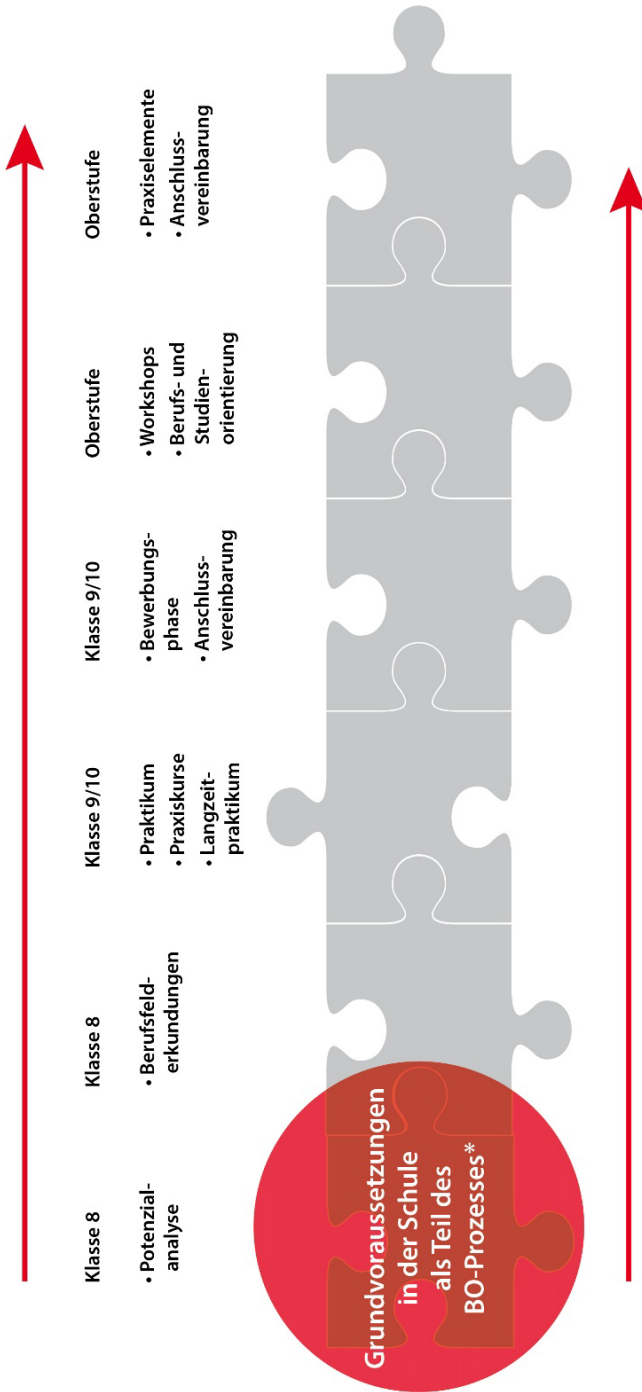 Klasse 8
• Potenzial-
analyse
Klasse 8
• Berufsfeld-
erkundungen
Klasse 9/10
• Praktikum
• Praxiskurse
• Langzeit-
praktikum
Klasse 9/10
• Bewerbungs-
phase
• Anschluss-
vereinbarung
Oberstufe
• Workshops
• Berufs- und
Studien-
orientierung
Oberstufe
• Praxiselemente
• Anschluss-
vereinbarung
Grundvoraussetzungen
in der Schule
als Teil des
BO-Prozesses*